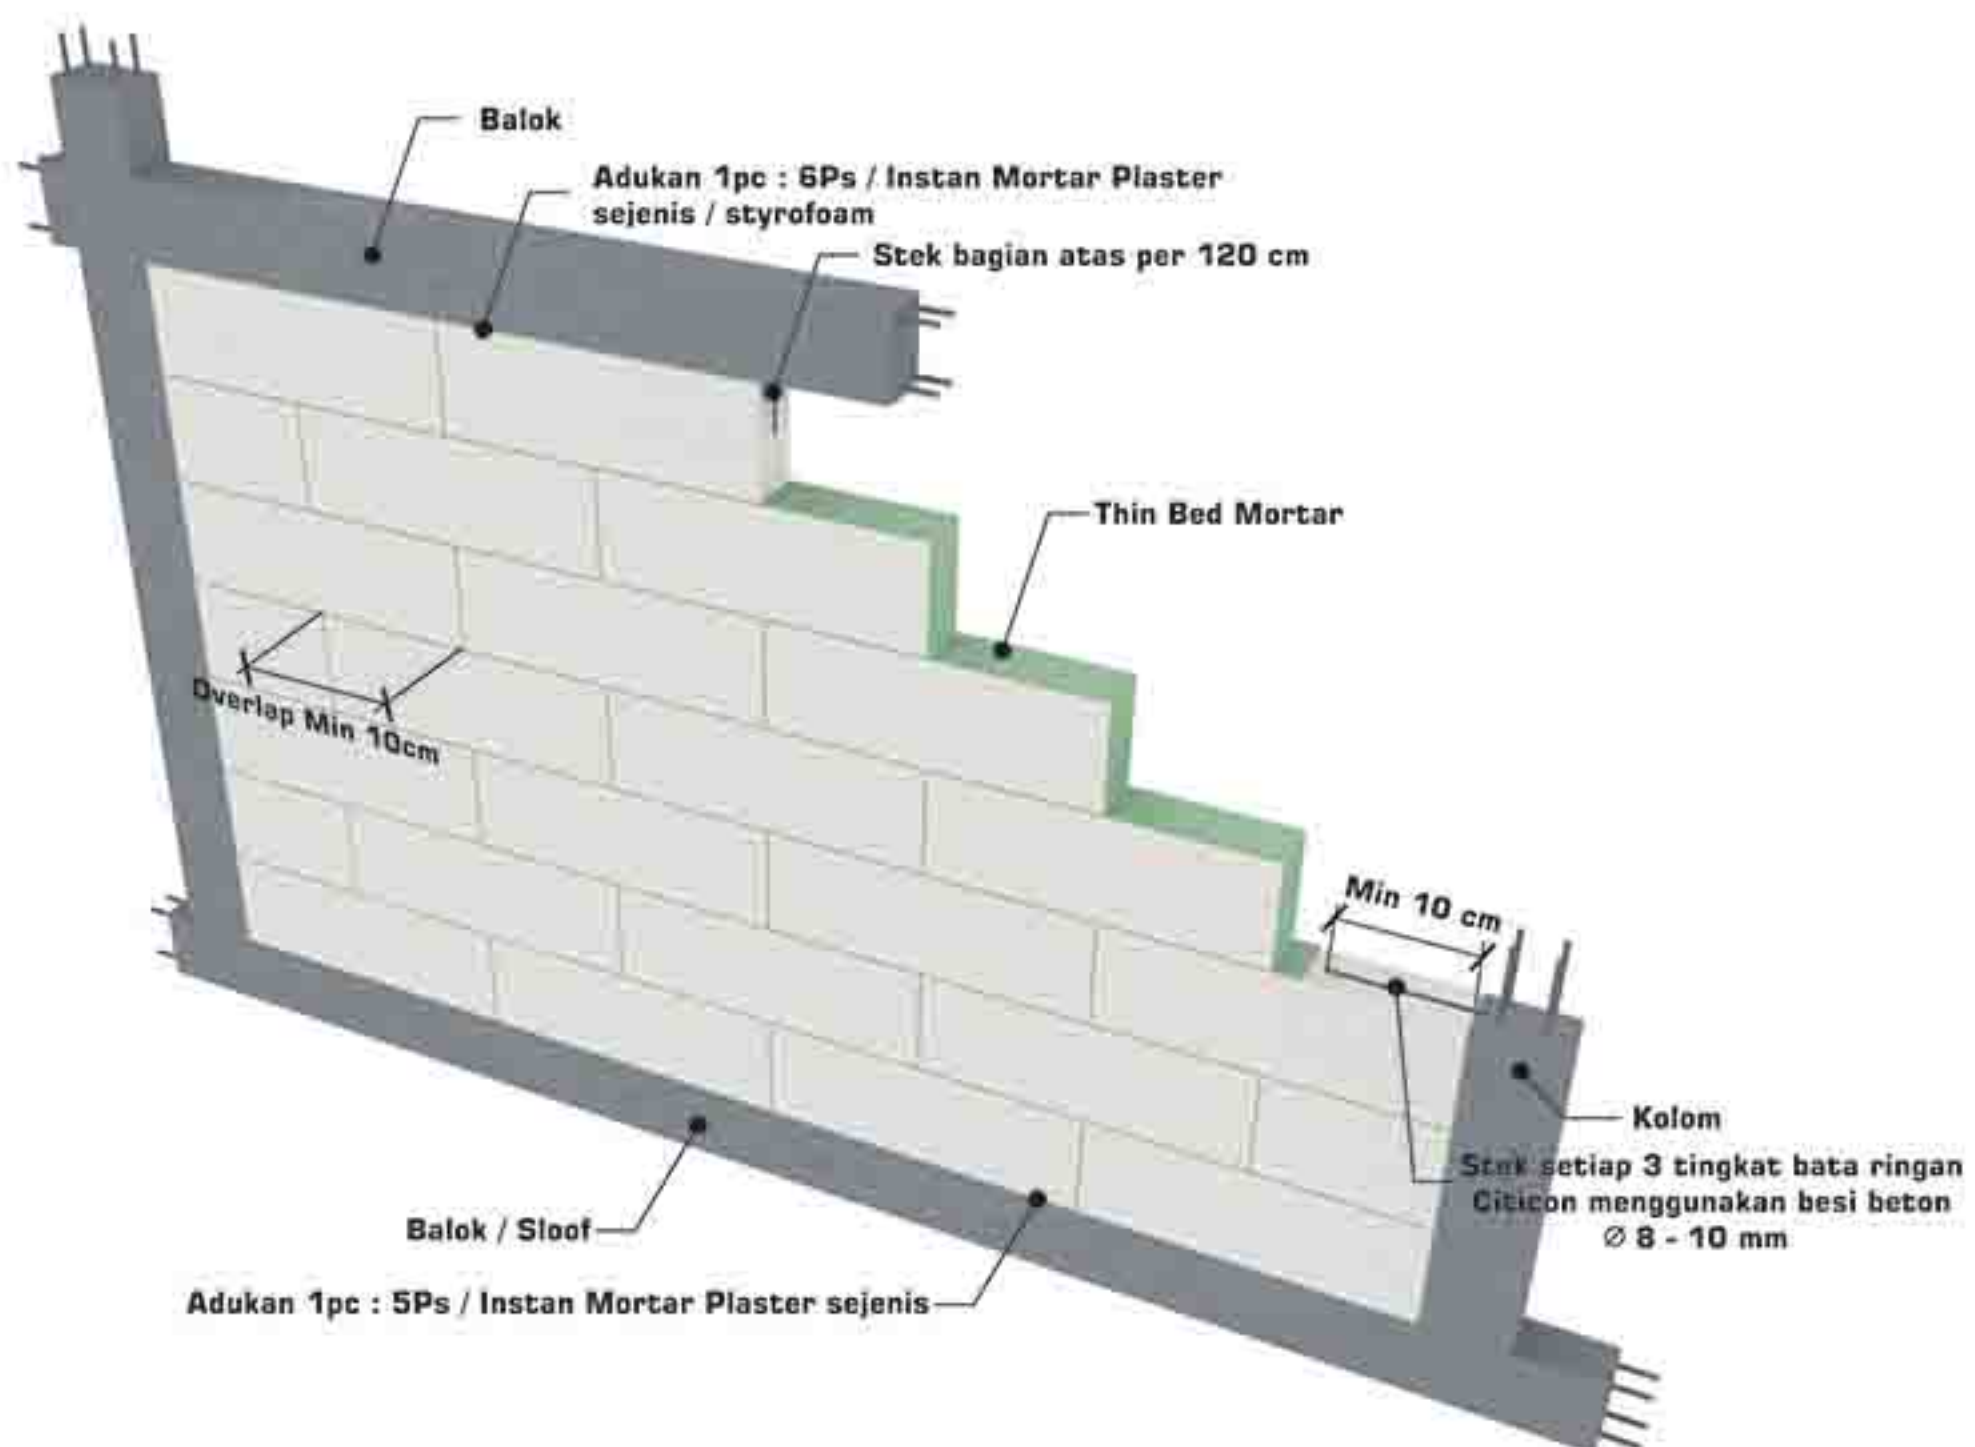 Balok
Adukan 1pc : 6Ps / Instan Mortar Plaster
sejenis / styrofoam
Stek bagian atas per 120 cm
Thin Bed Mortar
Overlap Min 10cm
Min 10 cm
Kolom
Stek setiap 3 tingkat bata ringan
Citicon menggunakan besi beton
Ø 8 - 10 mm
Balok / Sloof
Adukan 1pc : 5Ps / Instan Mortar Plaster sejenis